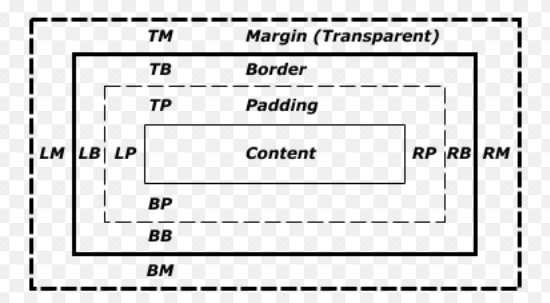 TM Margin (Transparent)
TB Border
TP Padding
LM LB LP Content RP RB RM
BP
BB
BM